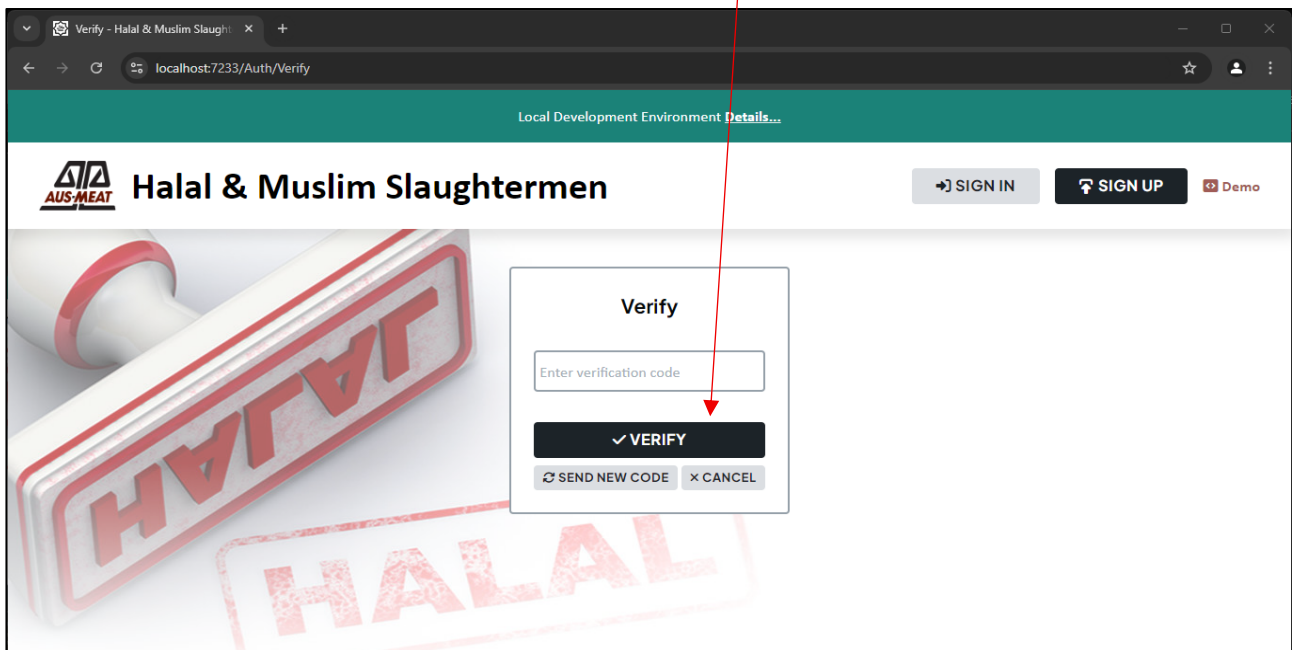 Verify - Halal & Muslim Slaught
localhost:7233/Auth/Verify
Local Development Environment Details...
AUS-MEAT
Halal & Muslim Slaughtermen
SIGN IN
SIGN UP
Demo
Verify
Enter verification code
VERIFY
SEND NEW CODE
CANCEL
HALAL
HALAL